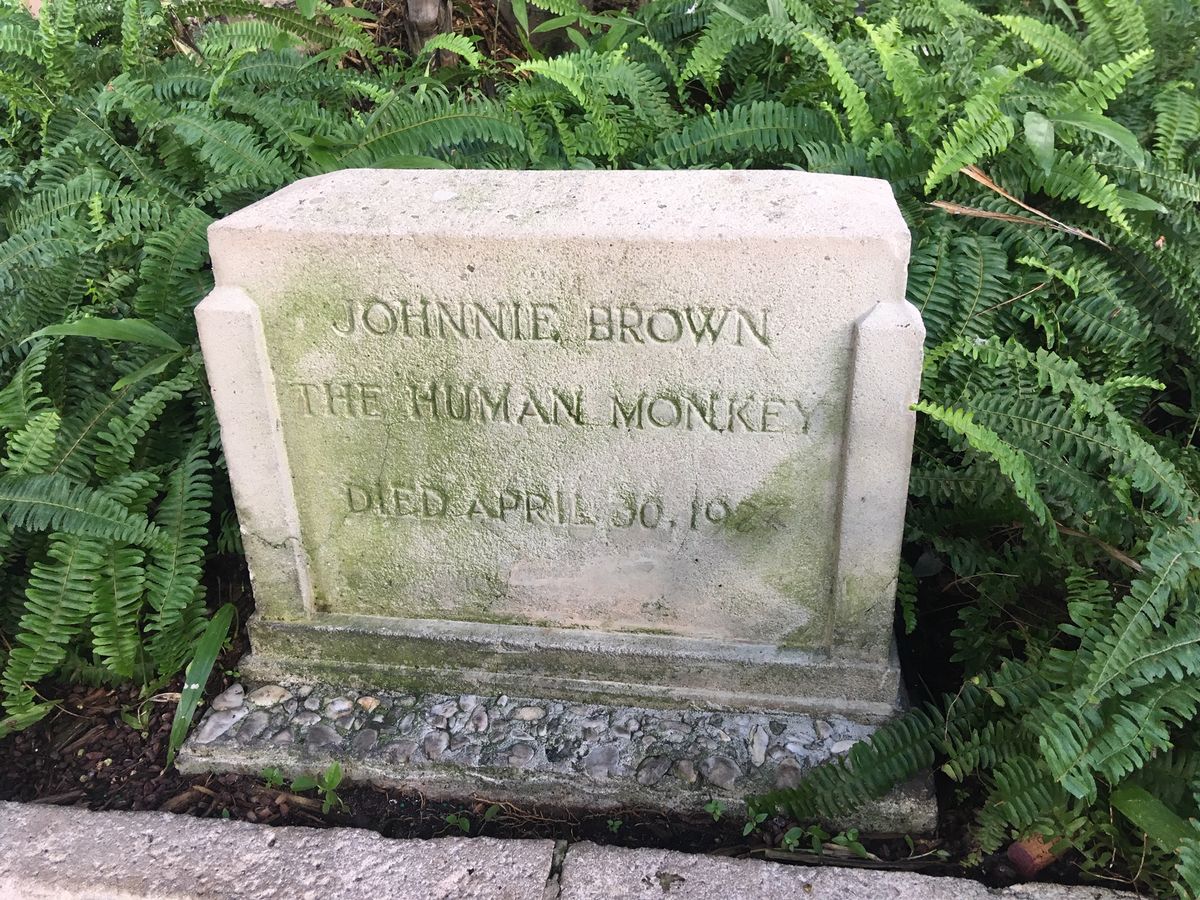 JOHNNIE BROWN
THE HUMAN MONKEY
DIED APRIL 30,